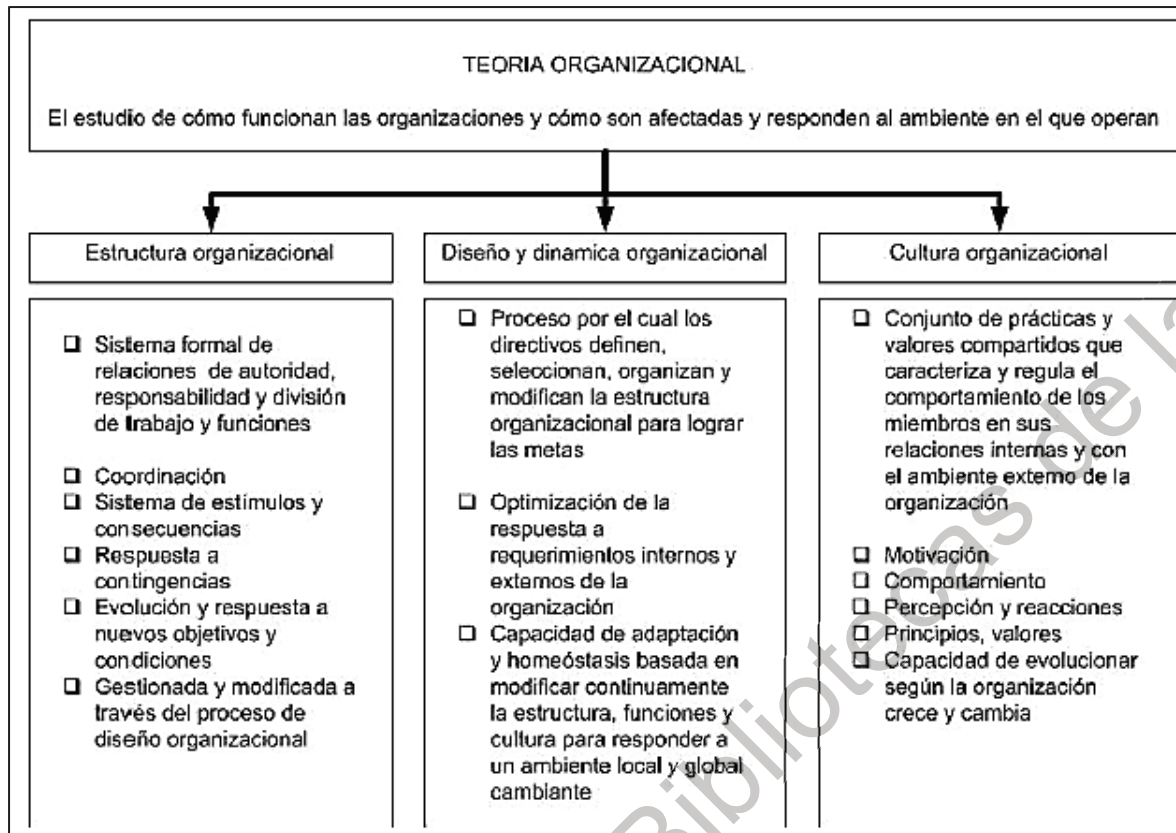 TEORIA ORGANIZACIONAL
El estudio de cómo funcionan las organizaciones y cómo son afectadas y responden al ambiente en el que operan
Estructura organizacional
❑ Sistema formal de
relaciones de autoridad,
responsabilidad y división
de trabajo y funciones
❑ Coordinación
❑ Sistema de estímulos y
consecuencias
❑ Respuesta a
contingencias
❑ Evolución y respuesta a
nuevos objetivos y
condiciones
❑ Gestionada y modificada a
través del proceso de
diseño organizacional
Diseño y dinamica organizacional
❑ Proceso por el cual los
directivos definen,
seleccionan, organizan y
modifican la estructura
organizacional para lograr
las metas
❑ Optimización de la
respuesta a
requerimientos internos y
externos de la
organización
❑ Capacidad de adaptación
y homeóstasis basada en
modificar continuamente
la estructura, funciones y
cultura para responder a
un ambiente local y global
cambiante
Cultura organizacional
❑ Conjunto de prácticas y
valores compartidos que
caracteriza y regula el
comportamiento de los
miembros en sus
relaciones internas y con
el ambiente externo de la
organización
❑ Motivación
❑ Comportamiento
❑ Percepción y reacciones
❑ Principios, valores
❑ Capacidad de evolucionar
según la organización
crece y cambia
Bibliotecas de la